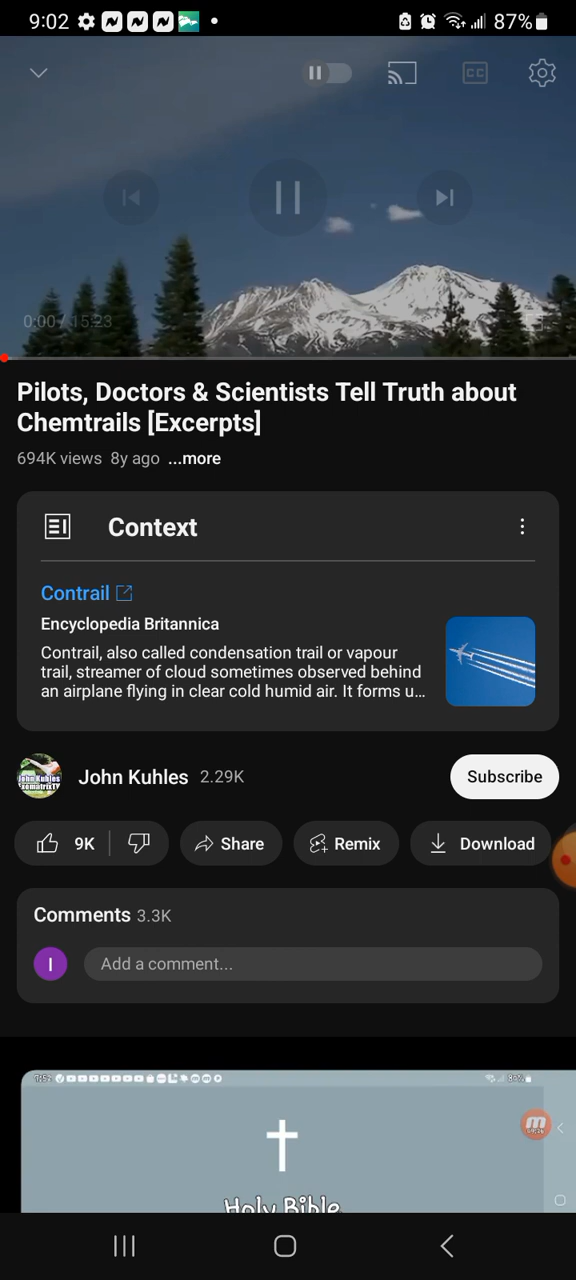 9:02
87%
CC
0:00 / 15:23
Pilots, Doctors & Scientists Tell Truth about
Chemtrails [Excerpts]
694K views 8y ago ...more
Context
Contrail
Encyclopedia Britannica
Contrail, also called condensation trail or vapour
trail, streamer of cloud sometimes observed behind
an airplane flying in clear cold humid air. It forms u...
John Kuhles 2.29K
Subscribe
9K
Share
Remix
Download
Comments 3.3K
I
Add a comment...
Holy Bible